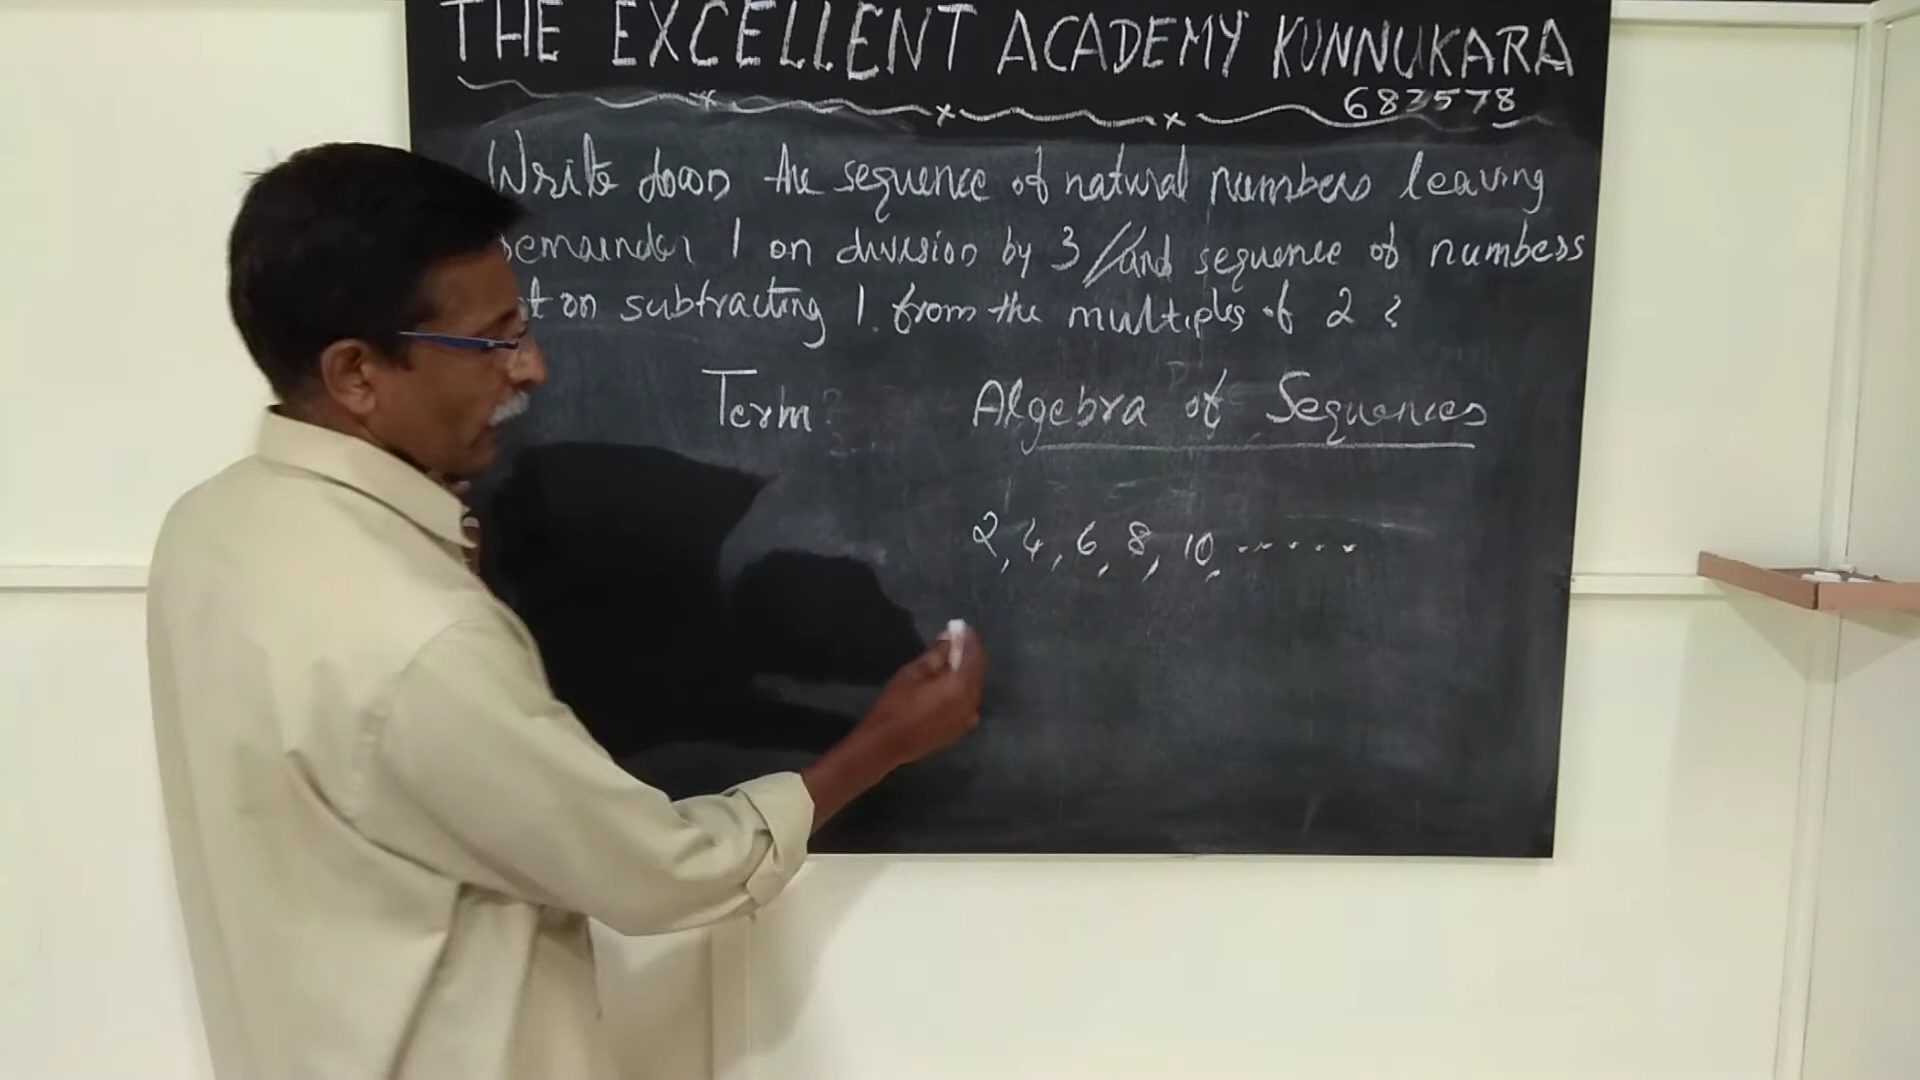 THE EXCELLENT ACADEMY KUNNUKARA
683578
Write down the sequence of natural numbers leaving
remainder 1 on division by 3 / and sequence of numbers
on subtracting 1 from the multiples of 2 ?
Term Algebra of Sequences
2, 4, 6, 8, 10, ......